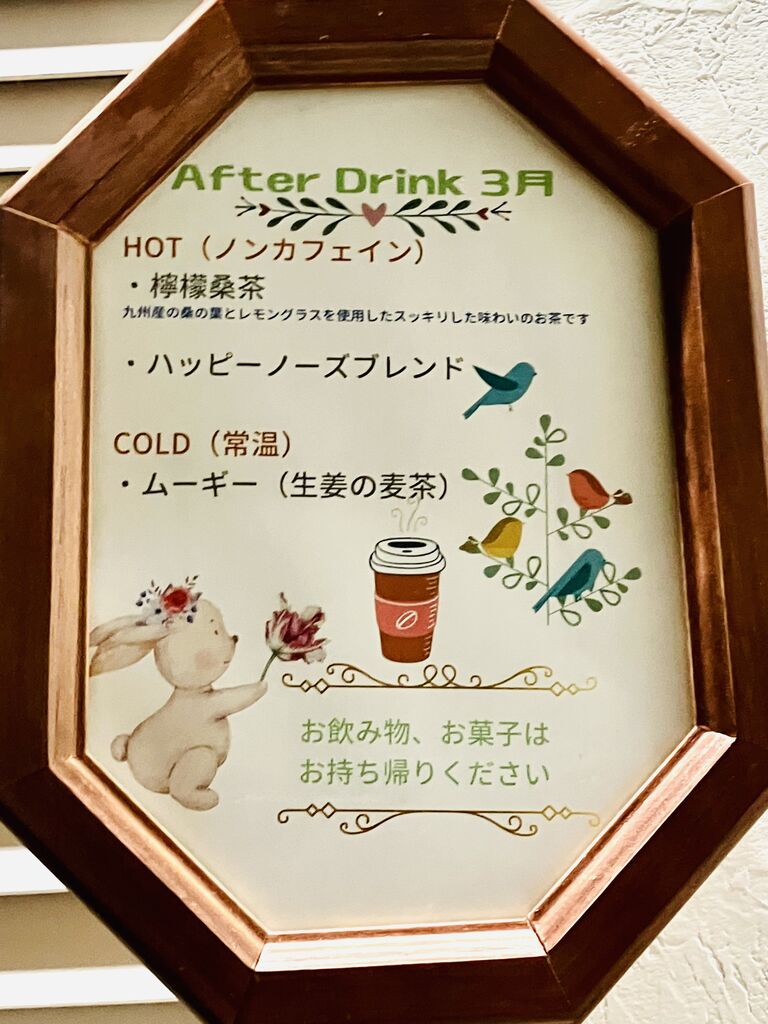 After Drink 3月
HOT（ノンカフェイン）
・檸檬桑茶
九州産の桑の葉とレモングラスを使用したスッキリした味わいのお茶です
・ハッピーノーズブレンド
COLD（常温）
・ムーギー（生姜の麦茶）
お飲み物、お菓子は
お持ち帰りください